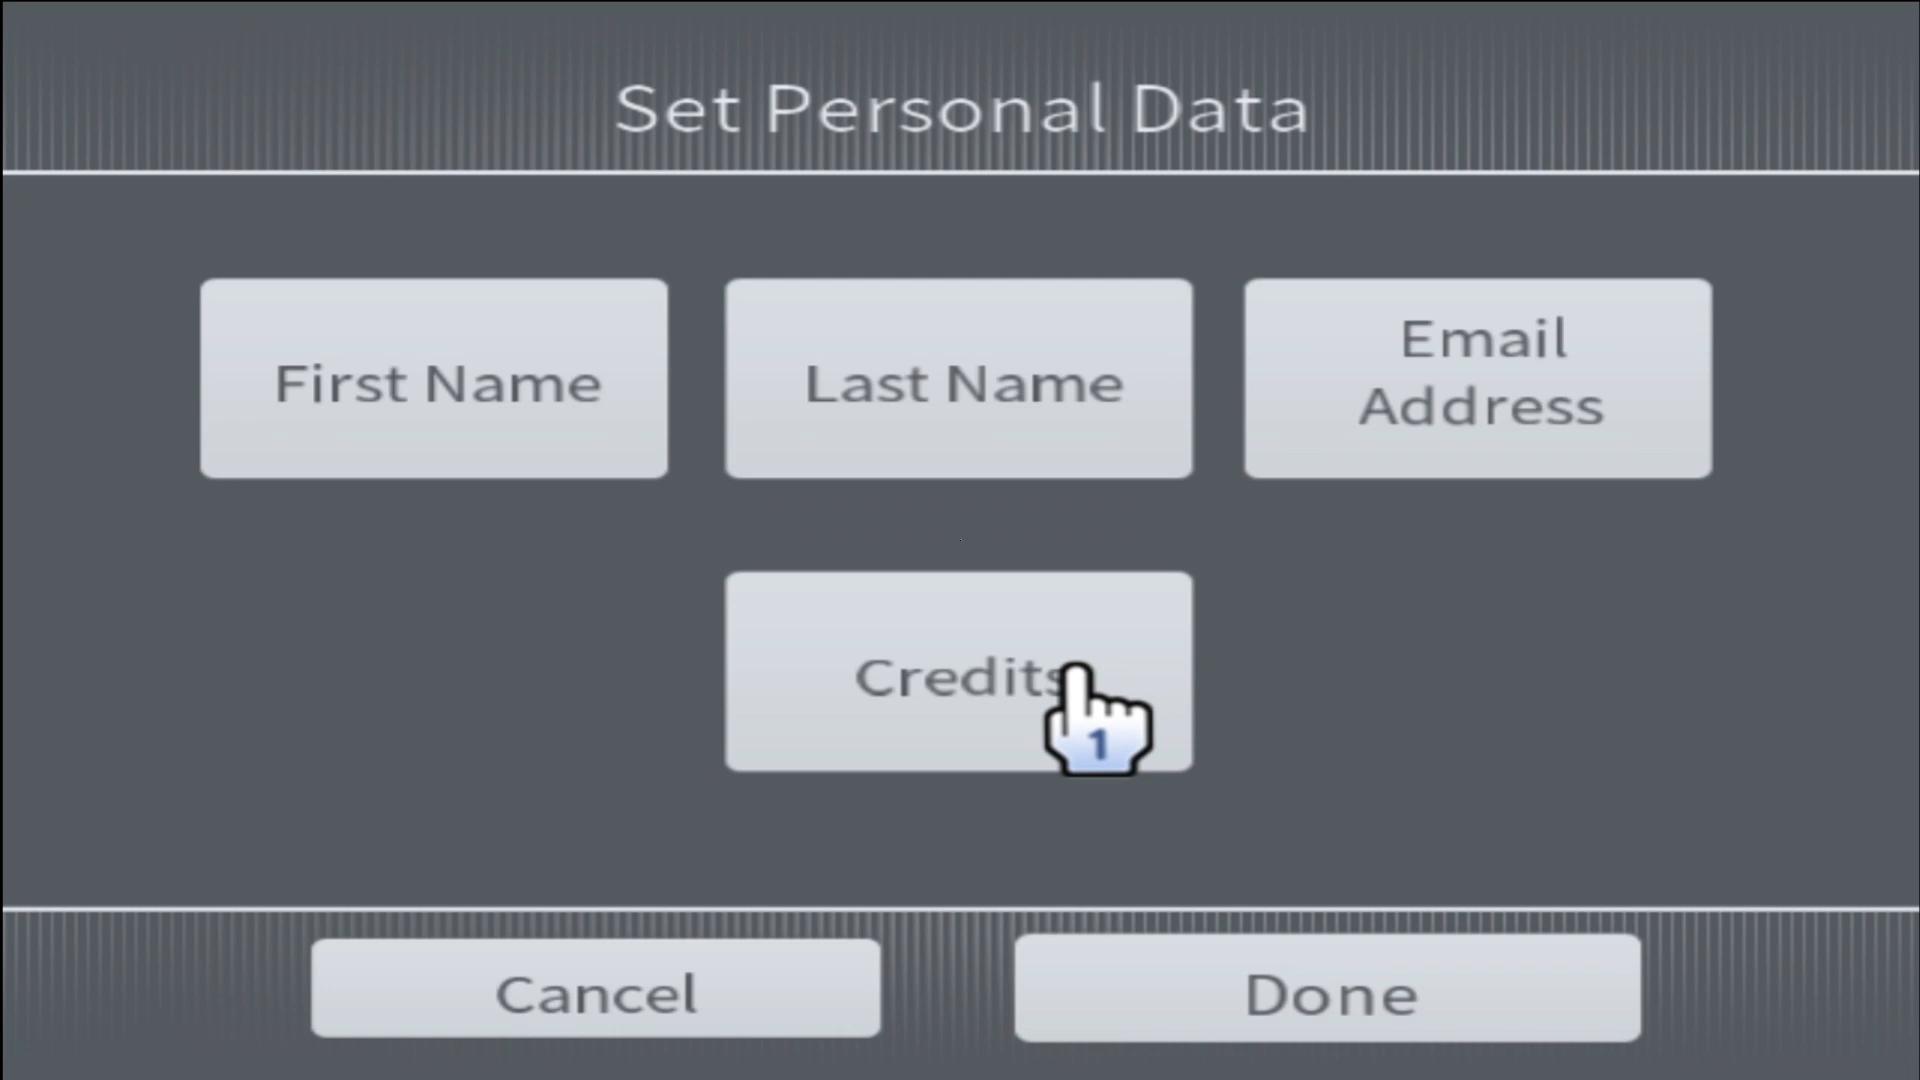 Set Personal Data
First Name
Last Name
Email
Address
Credits
1
Cancel
Done